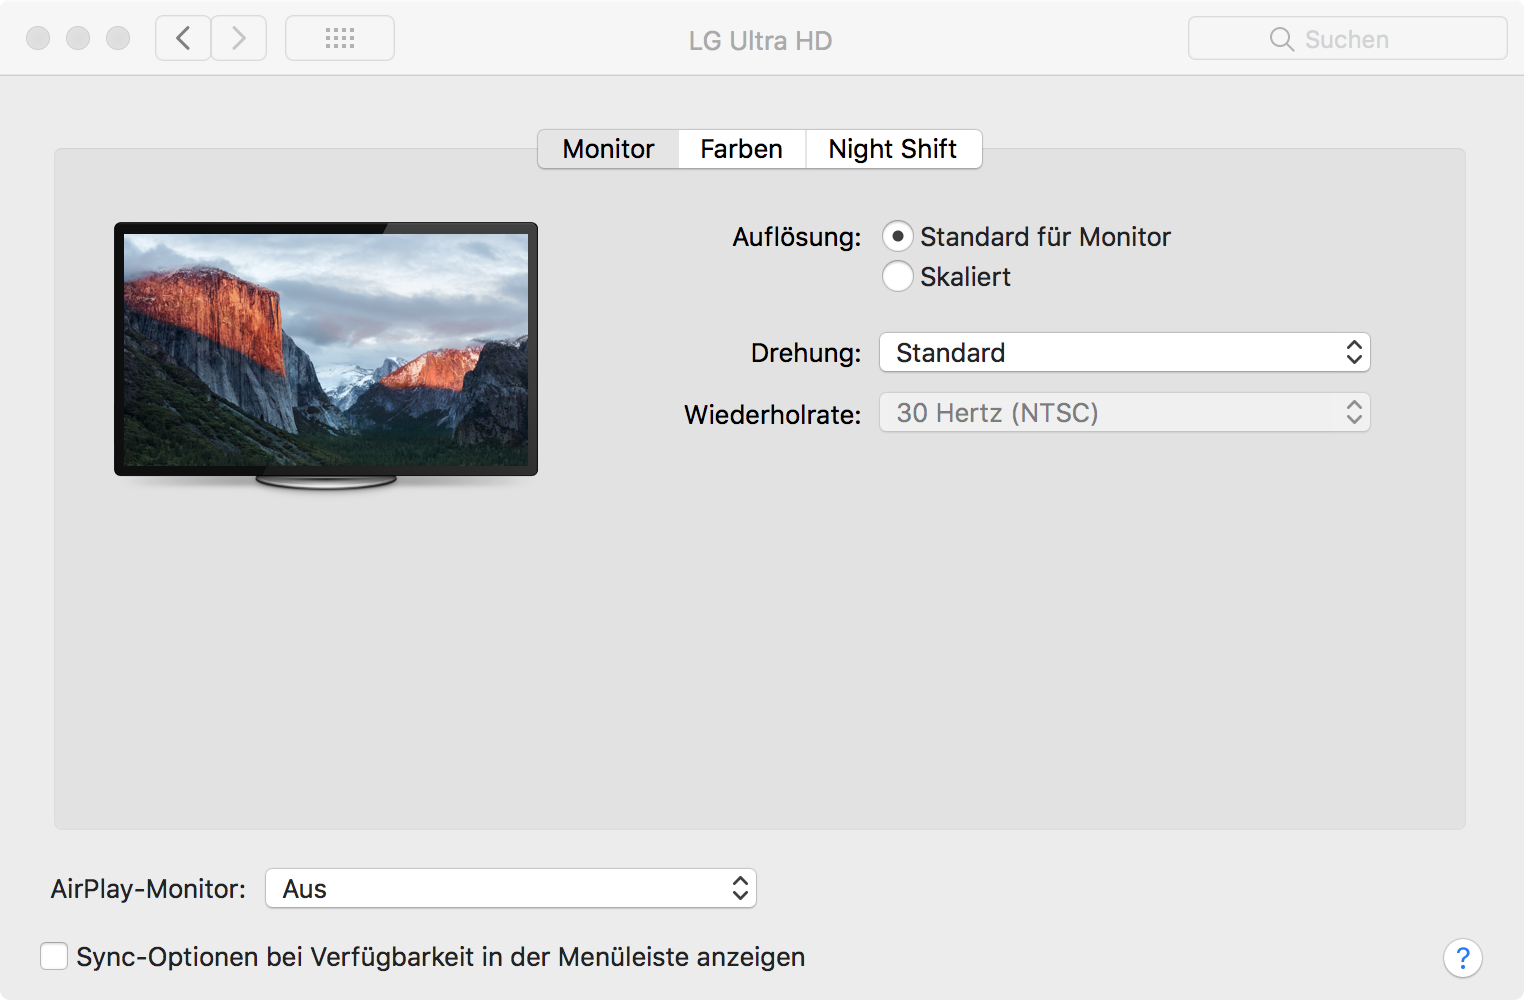 LG Ultra HD
Suchen
Monitor Farben Night Shift
Auflösung: Standard für Monitor
Skaliert
Drehung: Standard
Wiederholrate: 30 Hertz (NTSC)
AirPlay-Monitor: Aus
Sync-Optionen bei Verfügbarkeit in der Menüleiste anzeigen
?